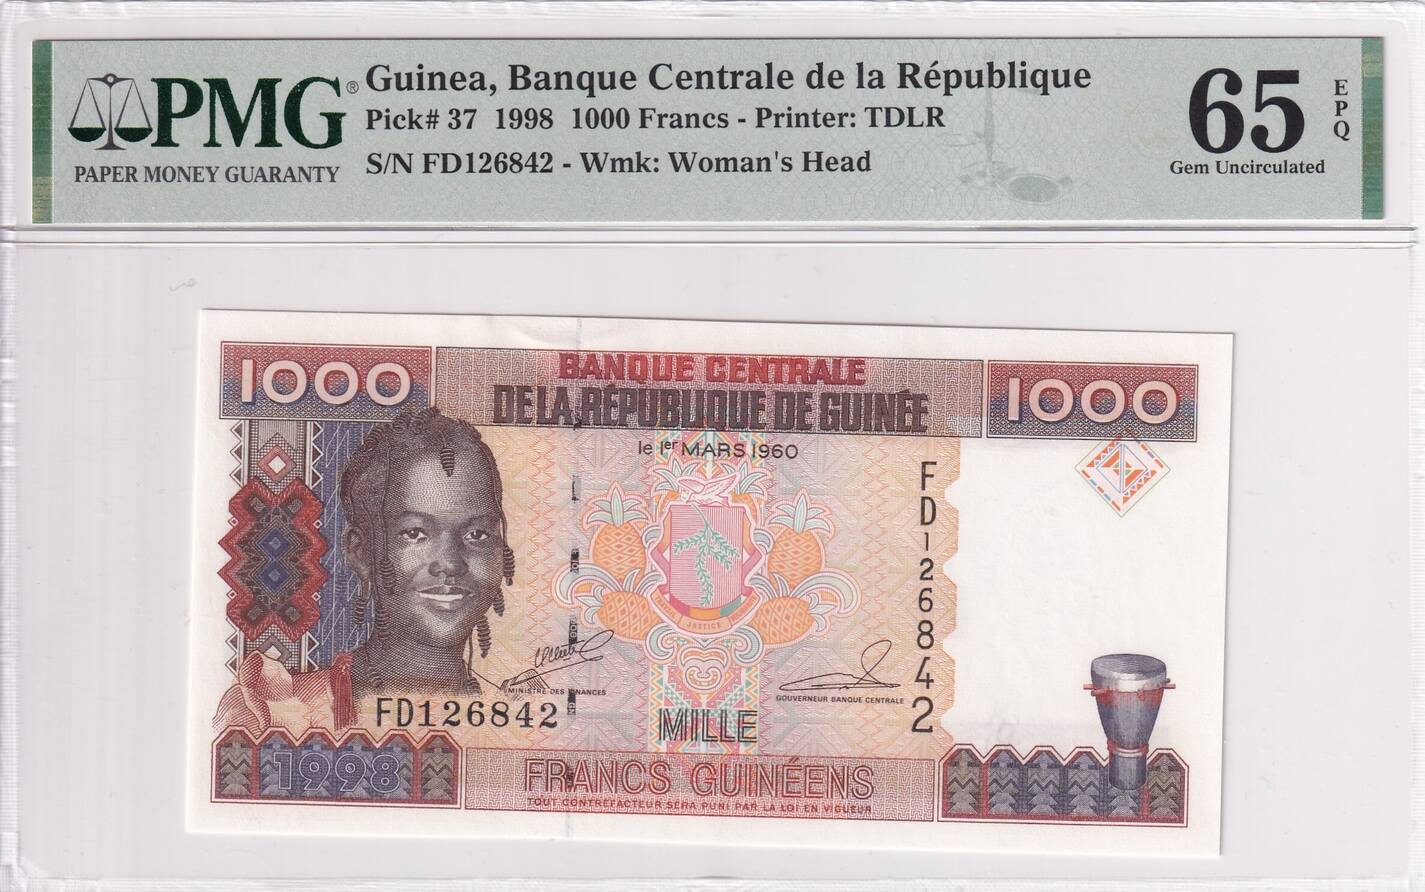 PMG®
PAPER MONEY GUARANTY
Guinea, Banque Centrale de la République
Pick# 37 1998 1000 Francs - Printer: TDLR
S/N FD126842 - Wmk: Woman's Head
65
EPQ
Gem Uncirculated
1000
BANQUE CENTRALE
DE LA RÉPUBLIQUE DE GUINÉE
1000
le 1er MARS 1960
FD126842
JUSTICE
MINISTRE DES FINANCES
GOUVERNEUR BANQUE CENTRALE
FD126842
MILLE
1998
FRANCS GUINÉENS
TOUT CONTREFACTEUR SERA PUNI PAR LA LOI EN VIGUEUR